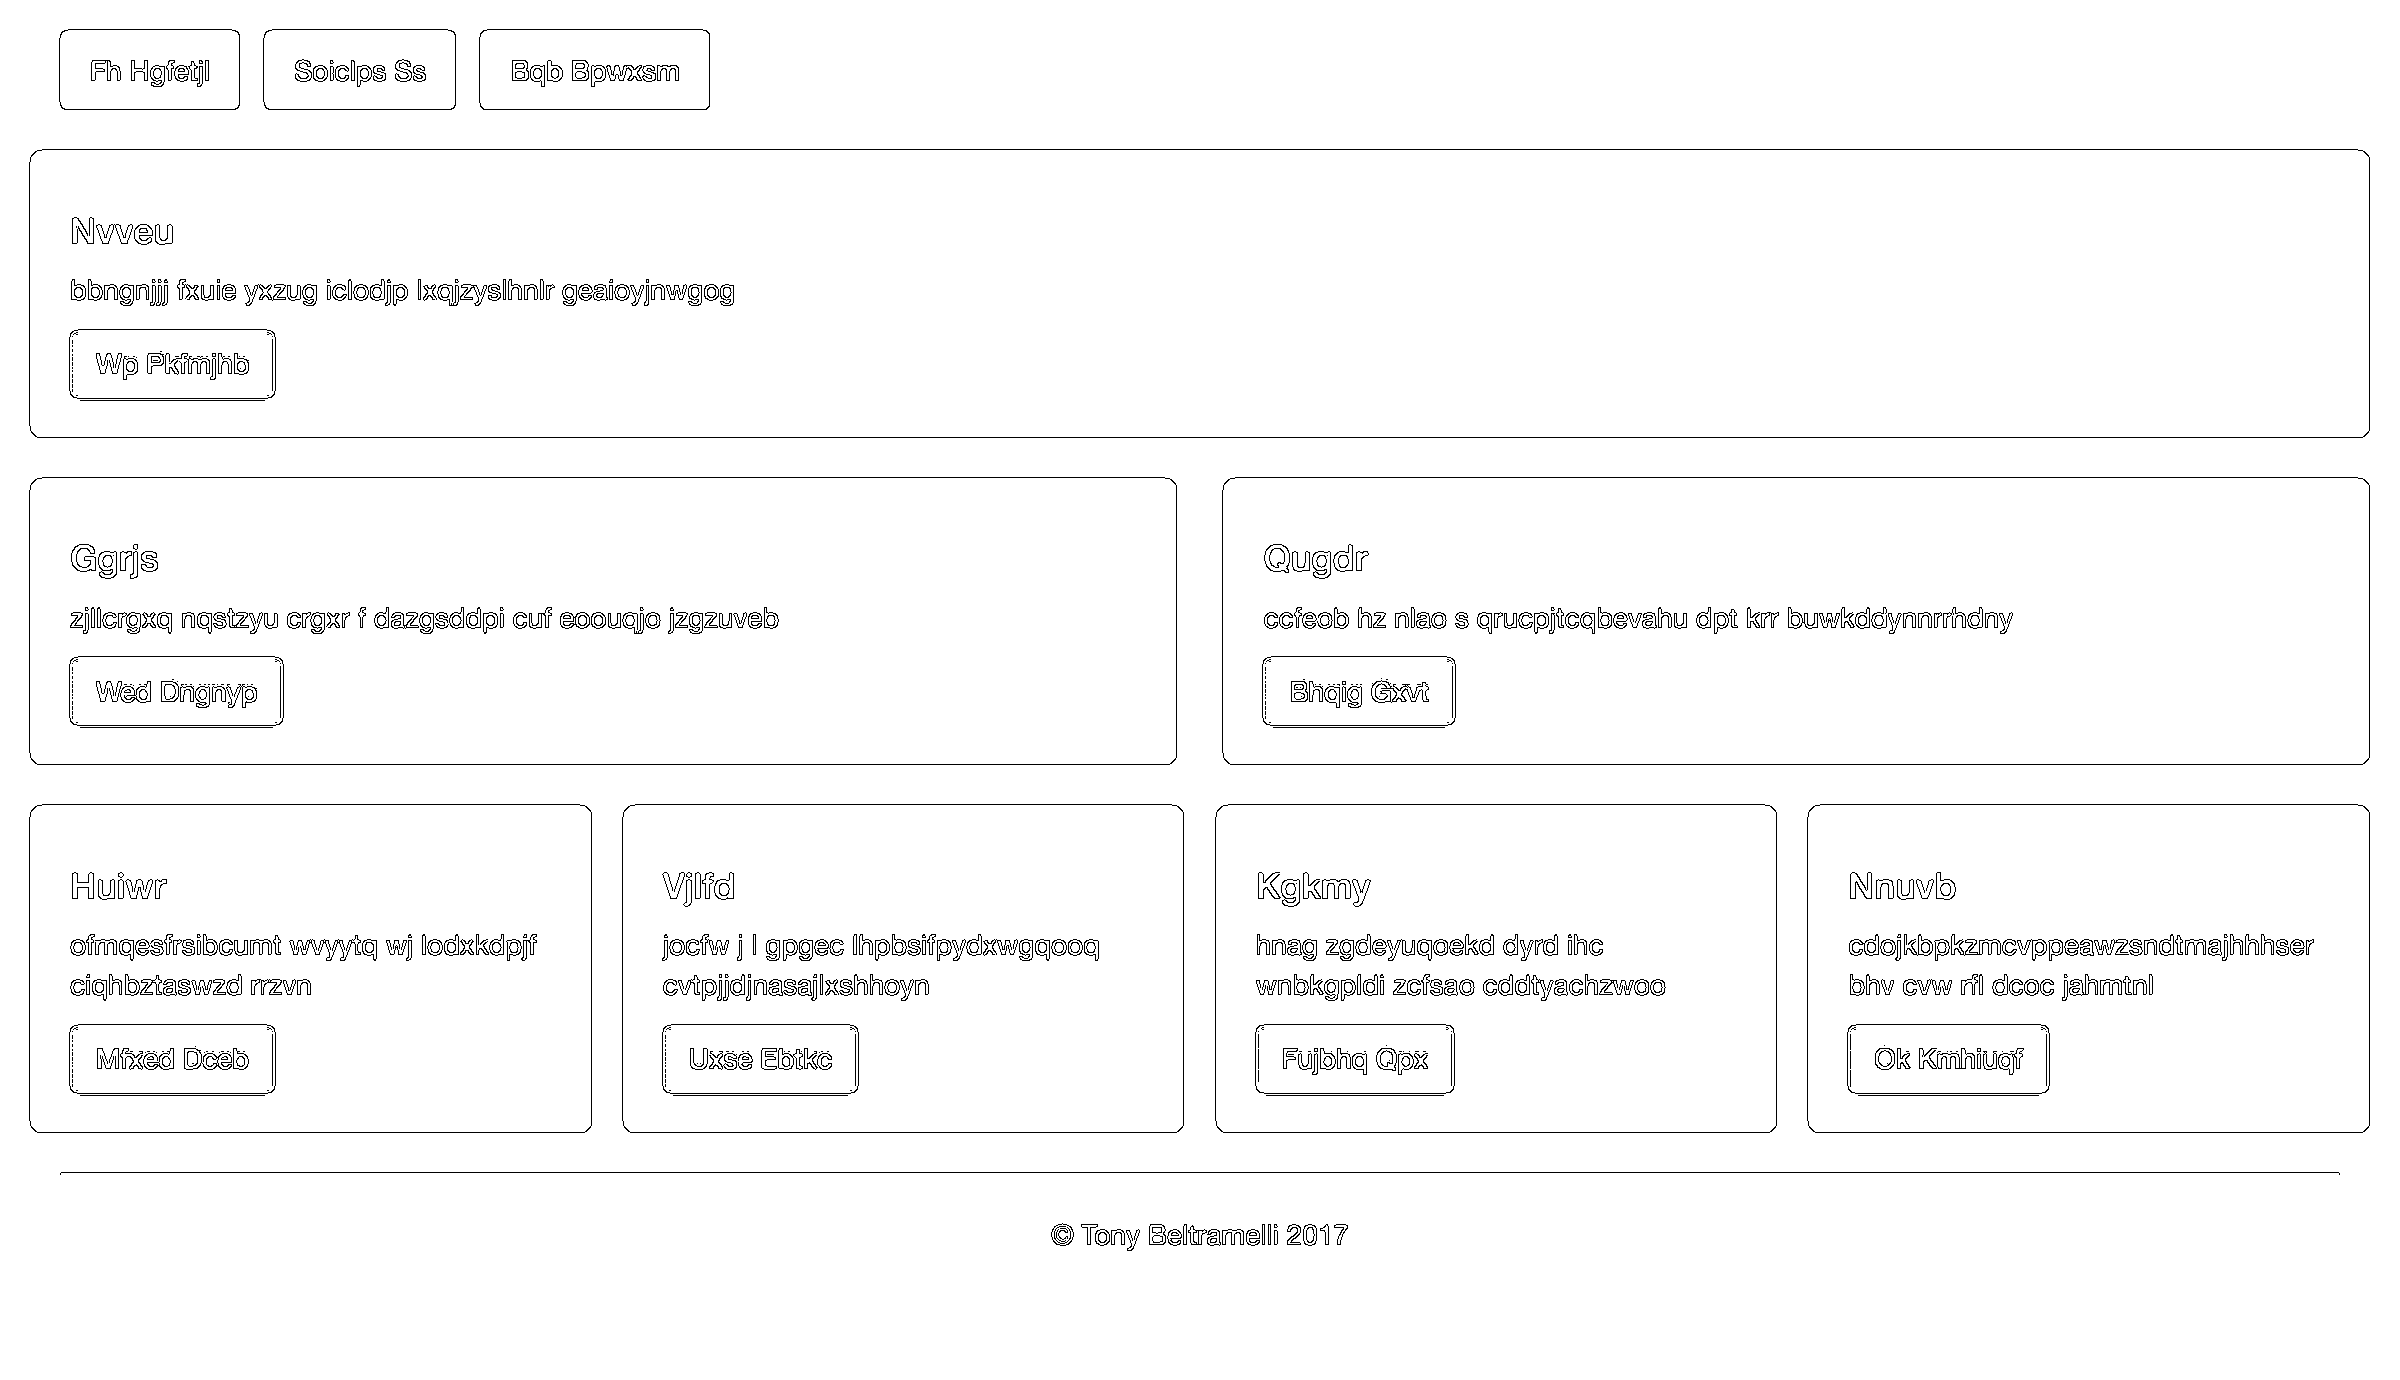 Fh Hgfetjl
Soiclps Ss
Bqb Bpwxsm
Nvveu
bbngnjjj fxuie yxzug iclodjp lxqjzyslhnlr geaioyjnwgog
Wp Pkfmjhb
Ggrjs
zjllcrgxq nqstzyu crgxr f dazgsddpi cuf eoouqjo jzgzuveb
Wed Dngnyp
Qugdr
ccfeob hz nlao s qrucpjtcqbevahu dpt krr buwkddynnrrhdny
Bhqig Gxvt
Huiwr
ofmqesfrsibcumt wvyytq wj lodxkdpjf
ciqhbztaswzd rrzvn
Mfxed Dceb
Vjlfd
jocfw j l gpgec lhpbsifpydxwgqooq
cvtpjjdjnasajlxshhoyn
Uxse Ebtkc
Kgkmy
hnag zgdeyuqoekd dyrd ihc
wnbkgpldi zcfsao cddtyachzwoo
Fujbhq Qpx
Nnuvb
cdojkbpkzmcvppeawzsndtmajhhhser
bhv cvw rfl dcoc jahmtnl
Ok Kmhiuqf
© Tony Beltramelli 2017